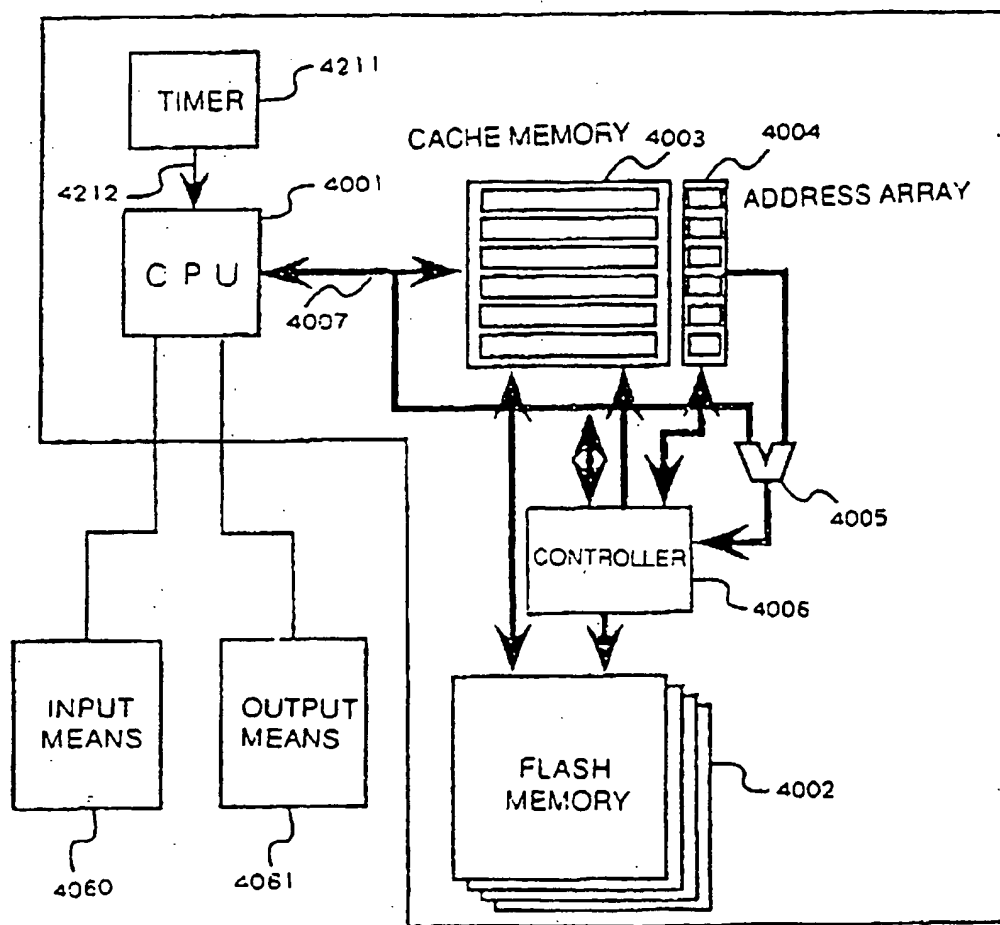 TIMER
4211
4212
4001
CPU
4007
CACHE MEMORY
4003
4004
ADDRESS ARRAY
4005
CONTROLLER
4006
INPUT
MEANS
OUTPUT
MEANS
FLASH
MEMORY
4002
4060
4061